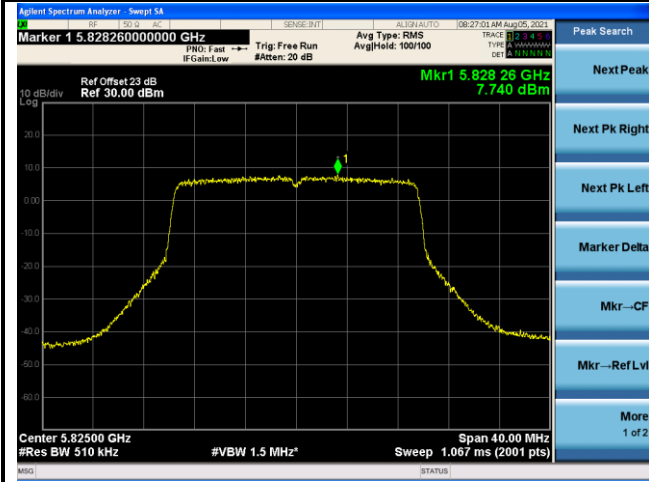 Agilent Spectrum Analyzer - Swept SA
RF 50 Ω AC SENSE:INT ALIGN AUTO 08:27:01 AM Aug 05, 2021
Marker 1 5.828260000000 GHz
PNO: Fast
IFGain:Low
Trig: Free Run
#Atten: 20 dB
Avg Type: RMS
Avg|Hold: 100/100
TRACE 1 2 3 4 5 6
TYPE A WWWWW
DET A N N N N N
Peak Search
Mkr1 5.828 26 GHz
7.740 dBm
Ref Offset 23 dB
10 dB/div Ref 30.00 dBm
Log
20.0
10.0
0.00
-10.0
-20.0
-30.0
-40.0
-50.0
-60.0
1
Center 5.82500 GHz
Span 40.00 MHz
#Res BW 510 kHz
#VBW 1.5 MHz*
Sweep 1.067 ms (2001 pts)
MSG
STATUS
Next Peak
Next Pk Right
Next Pk Left
Marker Delta
Mkr→CF
Mkr→Ref Lvl
More
1 of 2